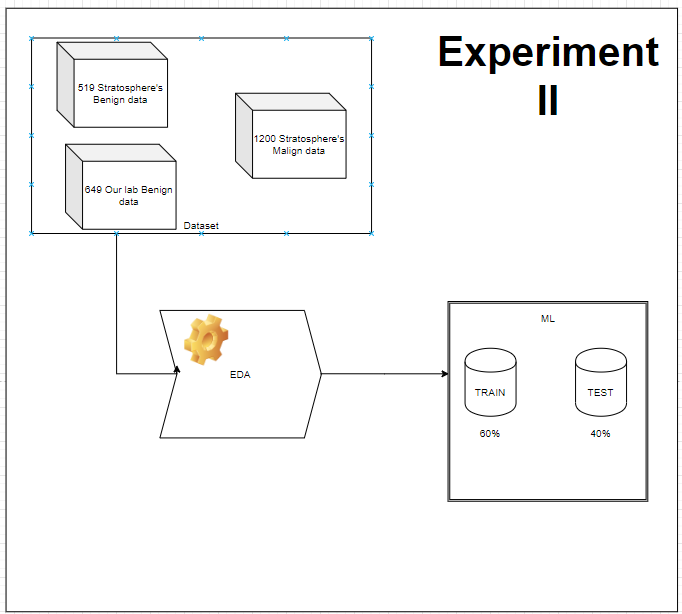 Experiment
II
519 Stratosphere's
Benign data
1200 Stratosphere's
Malign data
649 Our lab Benign
data
Dataset
EDA
ML
TRAIN
TEST
60%
40%